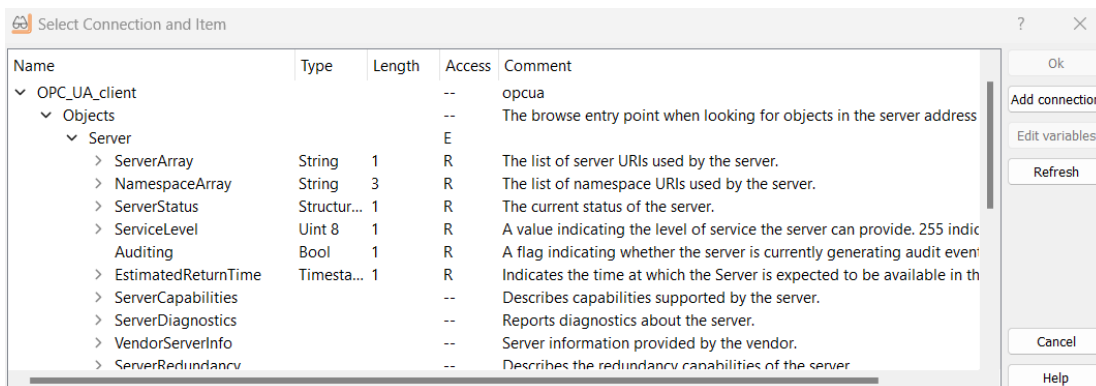 Select Connection and Item ?
Name Type Length Access Comment
OPC_UA_client -- opcua
Objects -- The browse entry point when looking for objects in the server address
Server E
ServerArray String 1 R The list of server URIs used by the server.
NamespaceArray String 3 R The list of namespace URIs used by the server.
ServerStatus Structur... 1 R The current status of the server.
ServiceLevel Uint 8 1 R A value indicating the level of service the server can provide. 255 indic
Auditing Bool 1 R A flag indicating whether the server is currently generating audit event
EstimatedReturnTime Timesta... 1 R Indicates the time at which the Server is expected to be available in th
ServerCapabilities -- Describes capabilities supported by the server.
ServerDiagnostics -- Reports diagnostics about the server.
VendorServerInfo -- Server information provided by the vendor.
ServerRedundancy -- Describes the redundancy capabilities of the server
Ok
Add connection
Edit variables
Refresh
Cancel
Help